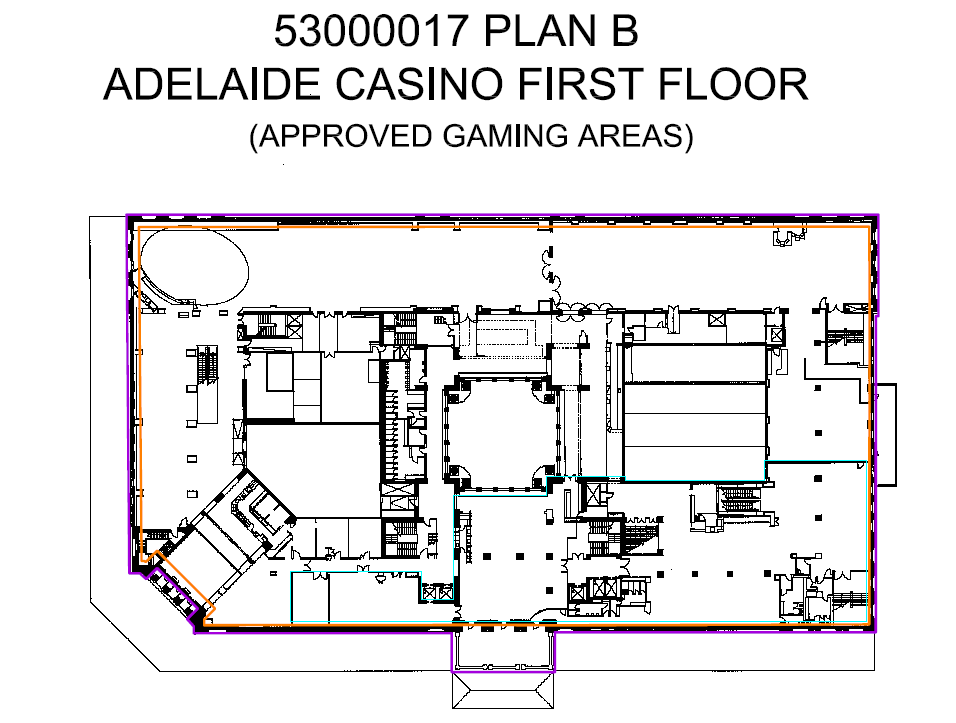 53000017 PLAN B
ADELAIDE CASINO FIRST FLOOR
(APPROVED GAMING AREAS)